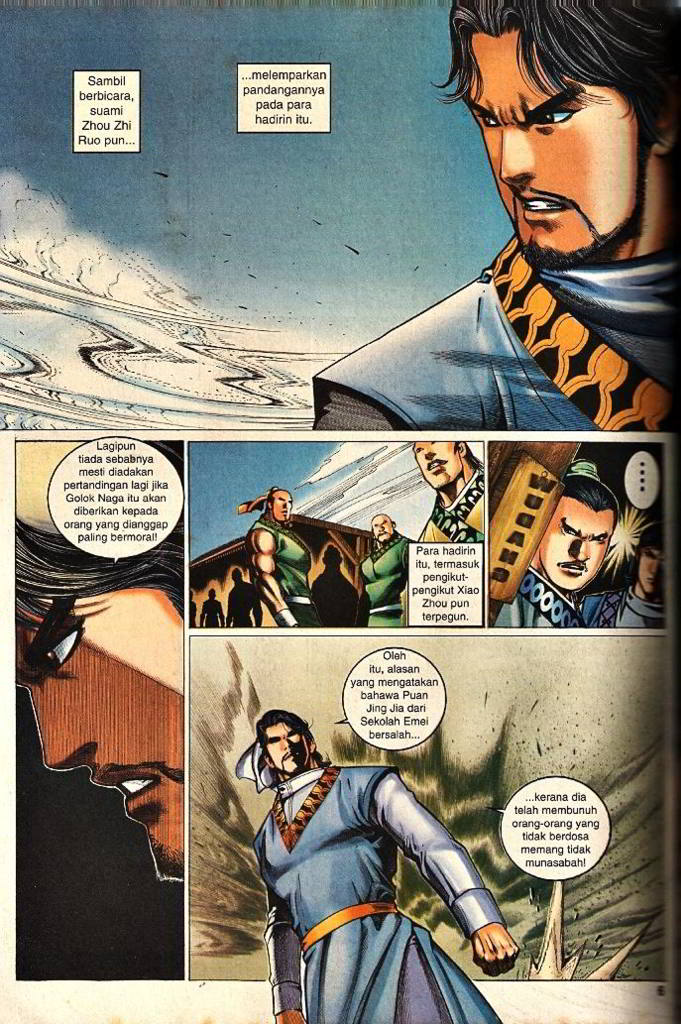 Sambil
berbicara,
suami
Zhou Zhi
Ruo pun...
...melemparkan
pandangannya
pada para
hadirin itu.
Lagipun
tiada sebabnya
mesti diadakan
pertandingan lagi jika
Golok Naga itu akan
diberikan kepada
orang yang dianggap
paling bermoral!
Para hadirin
itu, termasuk
pengikut-
pengikut Xiao
Zhou pun
terpegun.
....
Oleh
itu, alasan
yang mengatakan
bahawa Puan
Jing Jia dari
Sekolah Emei
bersalah...
...kerana dia
telah membunuh
orang-orang yang
tidak berdosa
memang tidak
munasabah!